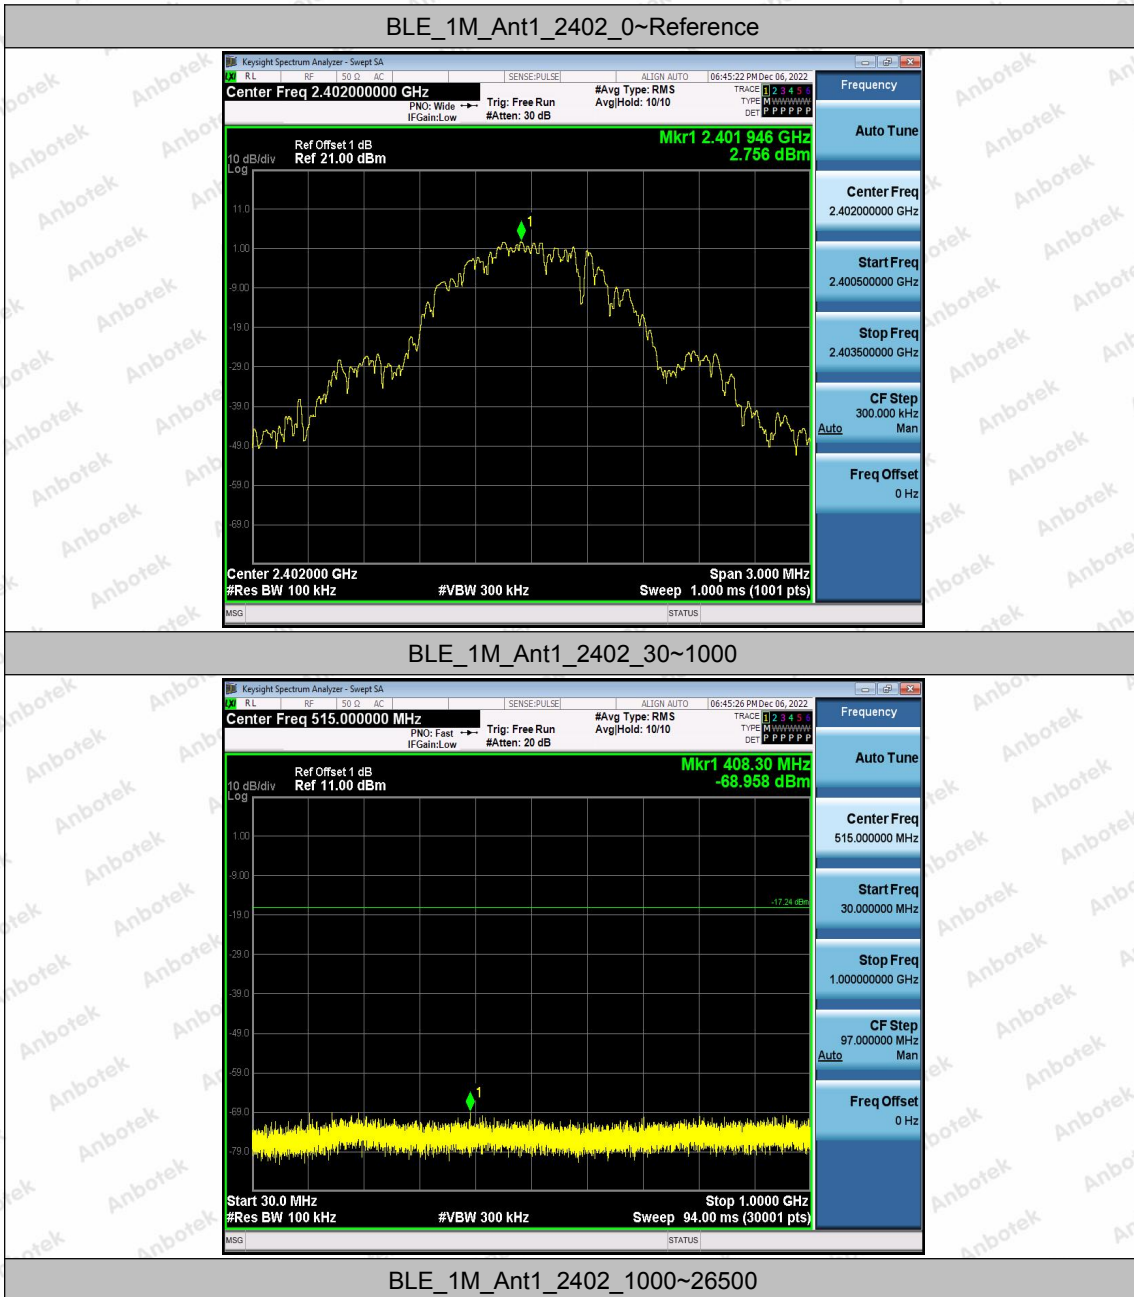 BLE_1M_Ant1_2402_0~Reference
Keysight Spectrum Analyzer - Swept SA
LXI RL RF 50 Ω AC SENSE:PULSE ALIGN AUTO 06:45:22 PM Dec 06, 2022
Center Freq 2.402000000 GHz
PNO: Wide
IFGain:Low
Trig: Free Run
#Atten: 30 dB
#Avg Type: RMS
Avg|Hold: 10/10
TRACE 1 2 3 4 5 6
TYPE M W W W W W
DET P P P P P P
Mkr1 2.401 946 GHz
2.756 dBm
Ref Offset 1 dB
10 dB/div Ref 21.00 dBm
Log
11.0
1.00
-9.00
-19.0
-29.0
-39.0
-49.0
-59.0
-69.0
1
Center 2.402000 GHz Span 3.000 MHz
#Res BW 100 kHz #VBW 300 kHz Sweep 1.000 ms (1001 pts)
MSG STATUS
Frequency
Auto Tune
Center Freq
2.402000000 GHz
Start Freq
2.400500000 GHz
Stop Freq
2.403500000 GHz
CF Step
300.000 kHz
Auto Man
Freq Offset
0 Hz
BLE_1M_Ant1_2402_30~1000
Keysight Spectrum Analyzer - Swept SA
LXI RL RF 50 Ω AC SENSE:PULSE ALIGN AUTO 06:45:26 PM Dec 06, 2022
Center Freq 515.000000 MHz
PNO: Fast
IFGain:Low
Trig: Free Run
#Atten: 20 dB
#Avg Type: RMS
Avg|Hold: 10/10
TRACE 1 2 3 4 5 6
TYPE M W W W W W
DET P P P P P P
Mkr1 408.30 MHz
-68.958 dBm
Ref Offset 1 dB
10 dB/div Ref 11.00 dBm
Log
1.00
-9.00
-17.24 dBm
-19.0
-29.0
-39.0
-49.0
-59.0
-69.0
-79.0
1
Start 30.0 MHz Stop 1.0000 GHz
#Res BW 100 kHz #VBW 300 kHz Sweep 94.00 ms (30001 pts)
MSG STATUS
Frequency
Auto Tune
Center Freq
515.000000 MHz
Start Freq
30.000000 MHz
Stop Freq
1.000000000 GHz
CF Step
97.000000 MHz
Auto Man
Freq Offset
0 Hz
BLE_1M_Ant1_2402_1000~26500
Anbotek